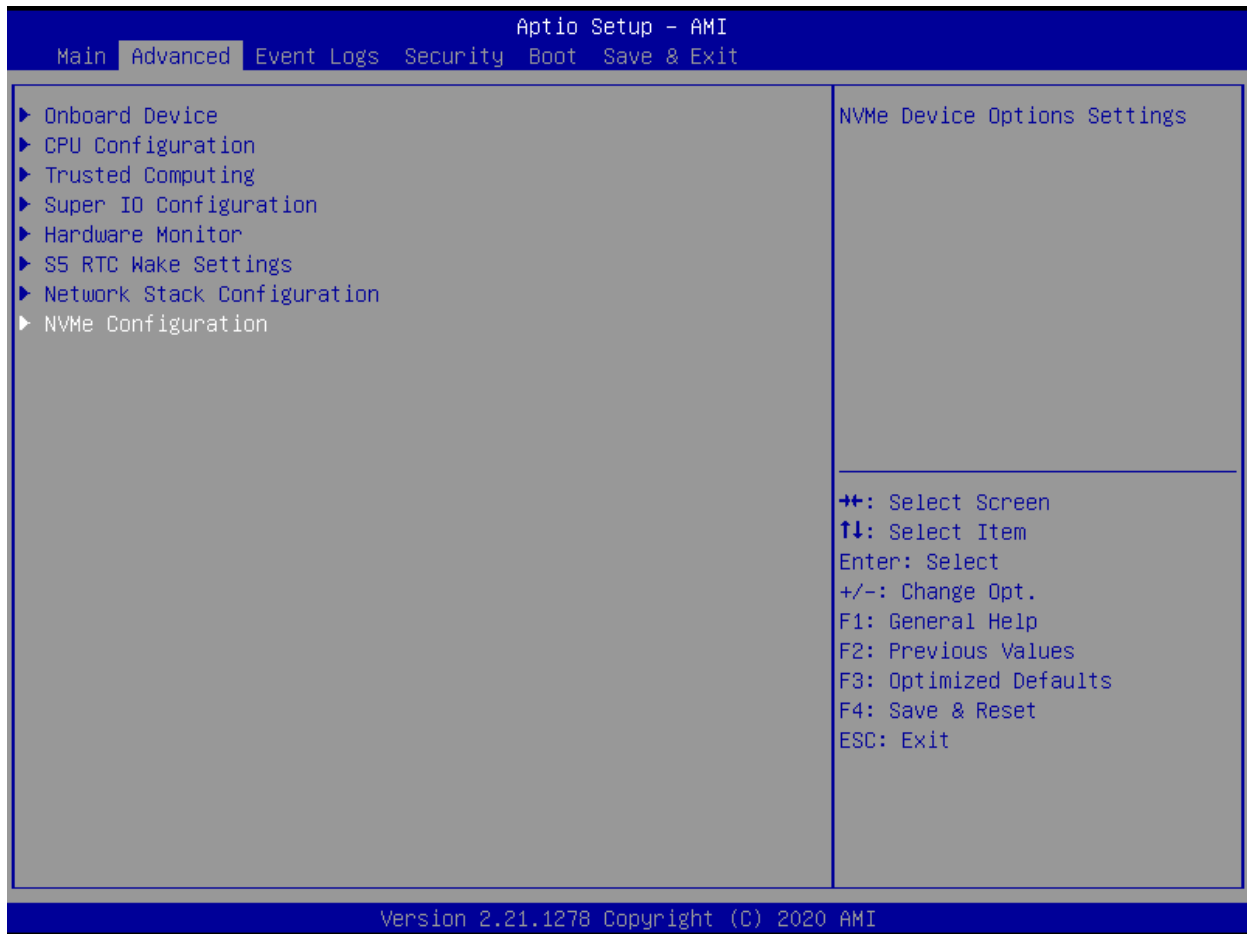 Aptio Setup – AMI
Main Advanced Event Logs Security Boot Save & Exit
▶ Onboard Device
▶ CPU Configuration
▶ Trusted Computing
▶ Super IO Configuration
▶ Hardware Monitor
▶ S5 RTC Wake Settings
▶ Network Stack Configuration
▶ NVMe Configuration
NVMe Device Options Settings
→←: Select Screen
↑↓: Select Item
Enter: Select
+/-: Change Opt.
F1: General Help
F2: Previous Values
F3: Optimized Defaults
F4: Save & Reset
ESC: Exit
Version 2.21.1278 Copyright (C) 2020 AMI